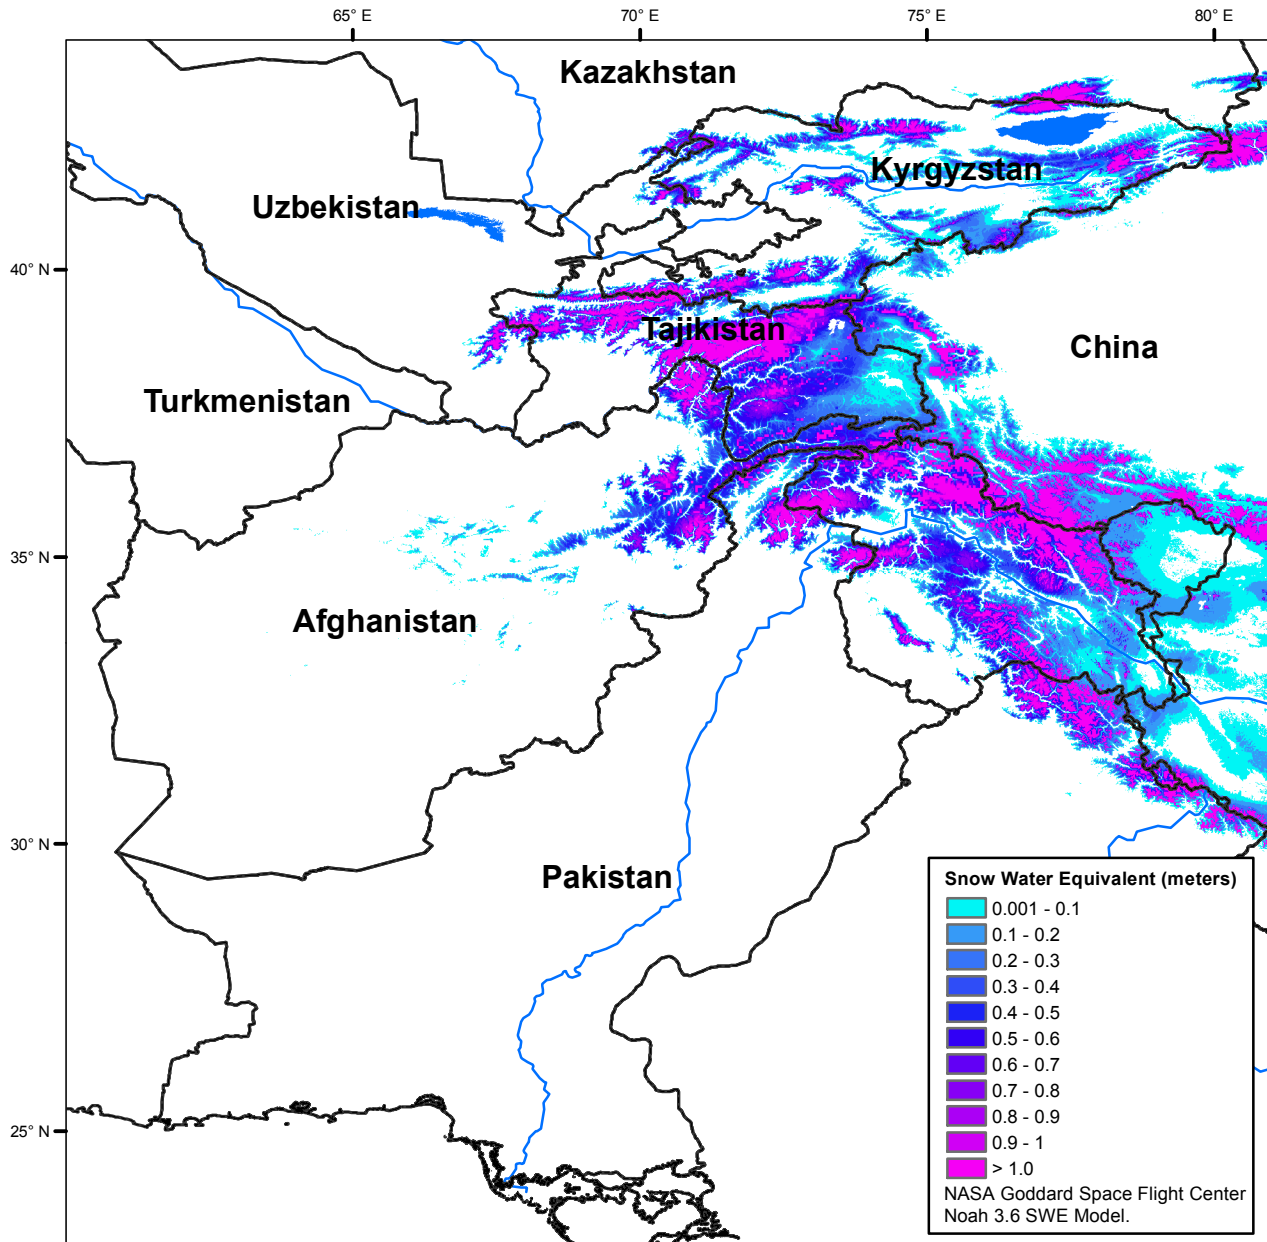 65° E
70° E
75° E
80° E
Kazakhstan
Kyrgyzstan
Uzbekistan
40° N
Tajikistan
China
Turkmenistan
35° N
Afghanistan
30° N
Pakistan
25° N
Snow Water Equivalent (meters)
0.001 - 0.1
0.1 - 0.2
0.2 - 0.3
0.3 - 0.4
0.4 - 0.5
0.5 - 0.6
0.6 - 0.7
0.7 - 0.8
0.8 - 0.9
0.9 - 1
> 1.0
NASA Goddard Space Flight Center
Noah 3.6 SWE Model.